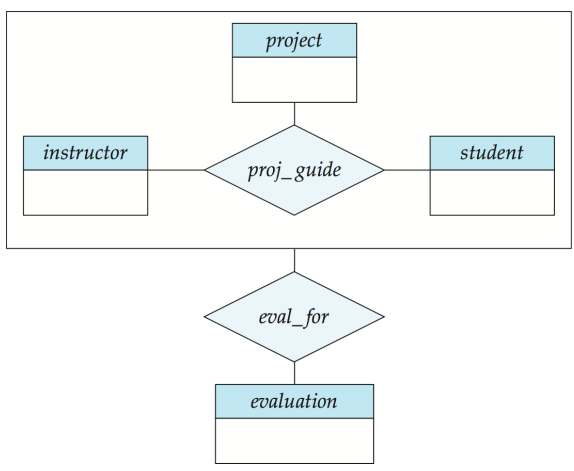 project
instructor
proj_guide
student
eval_for
evaluation